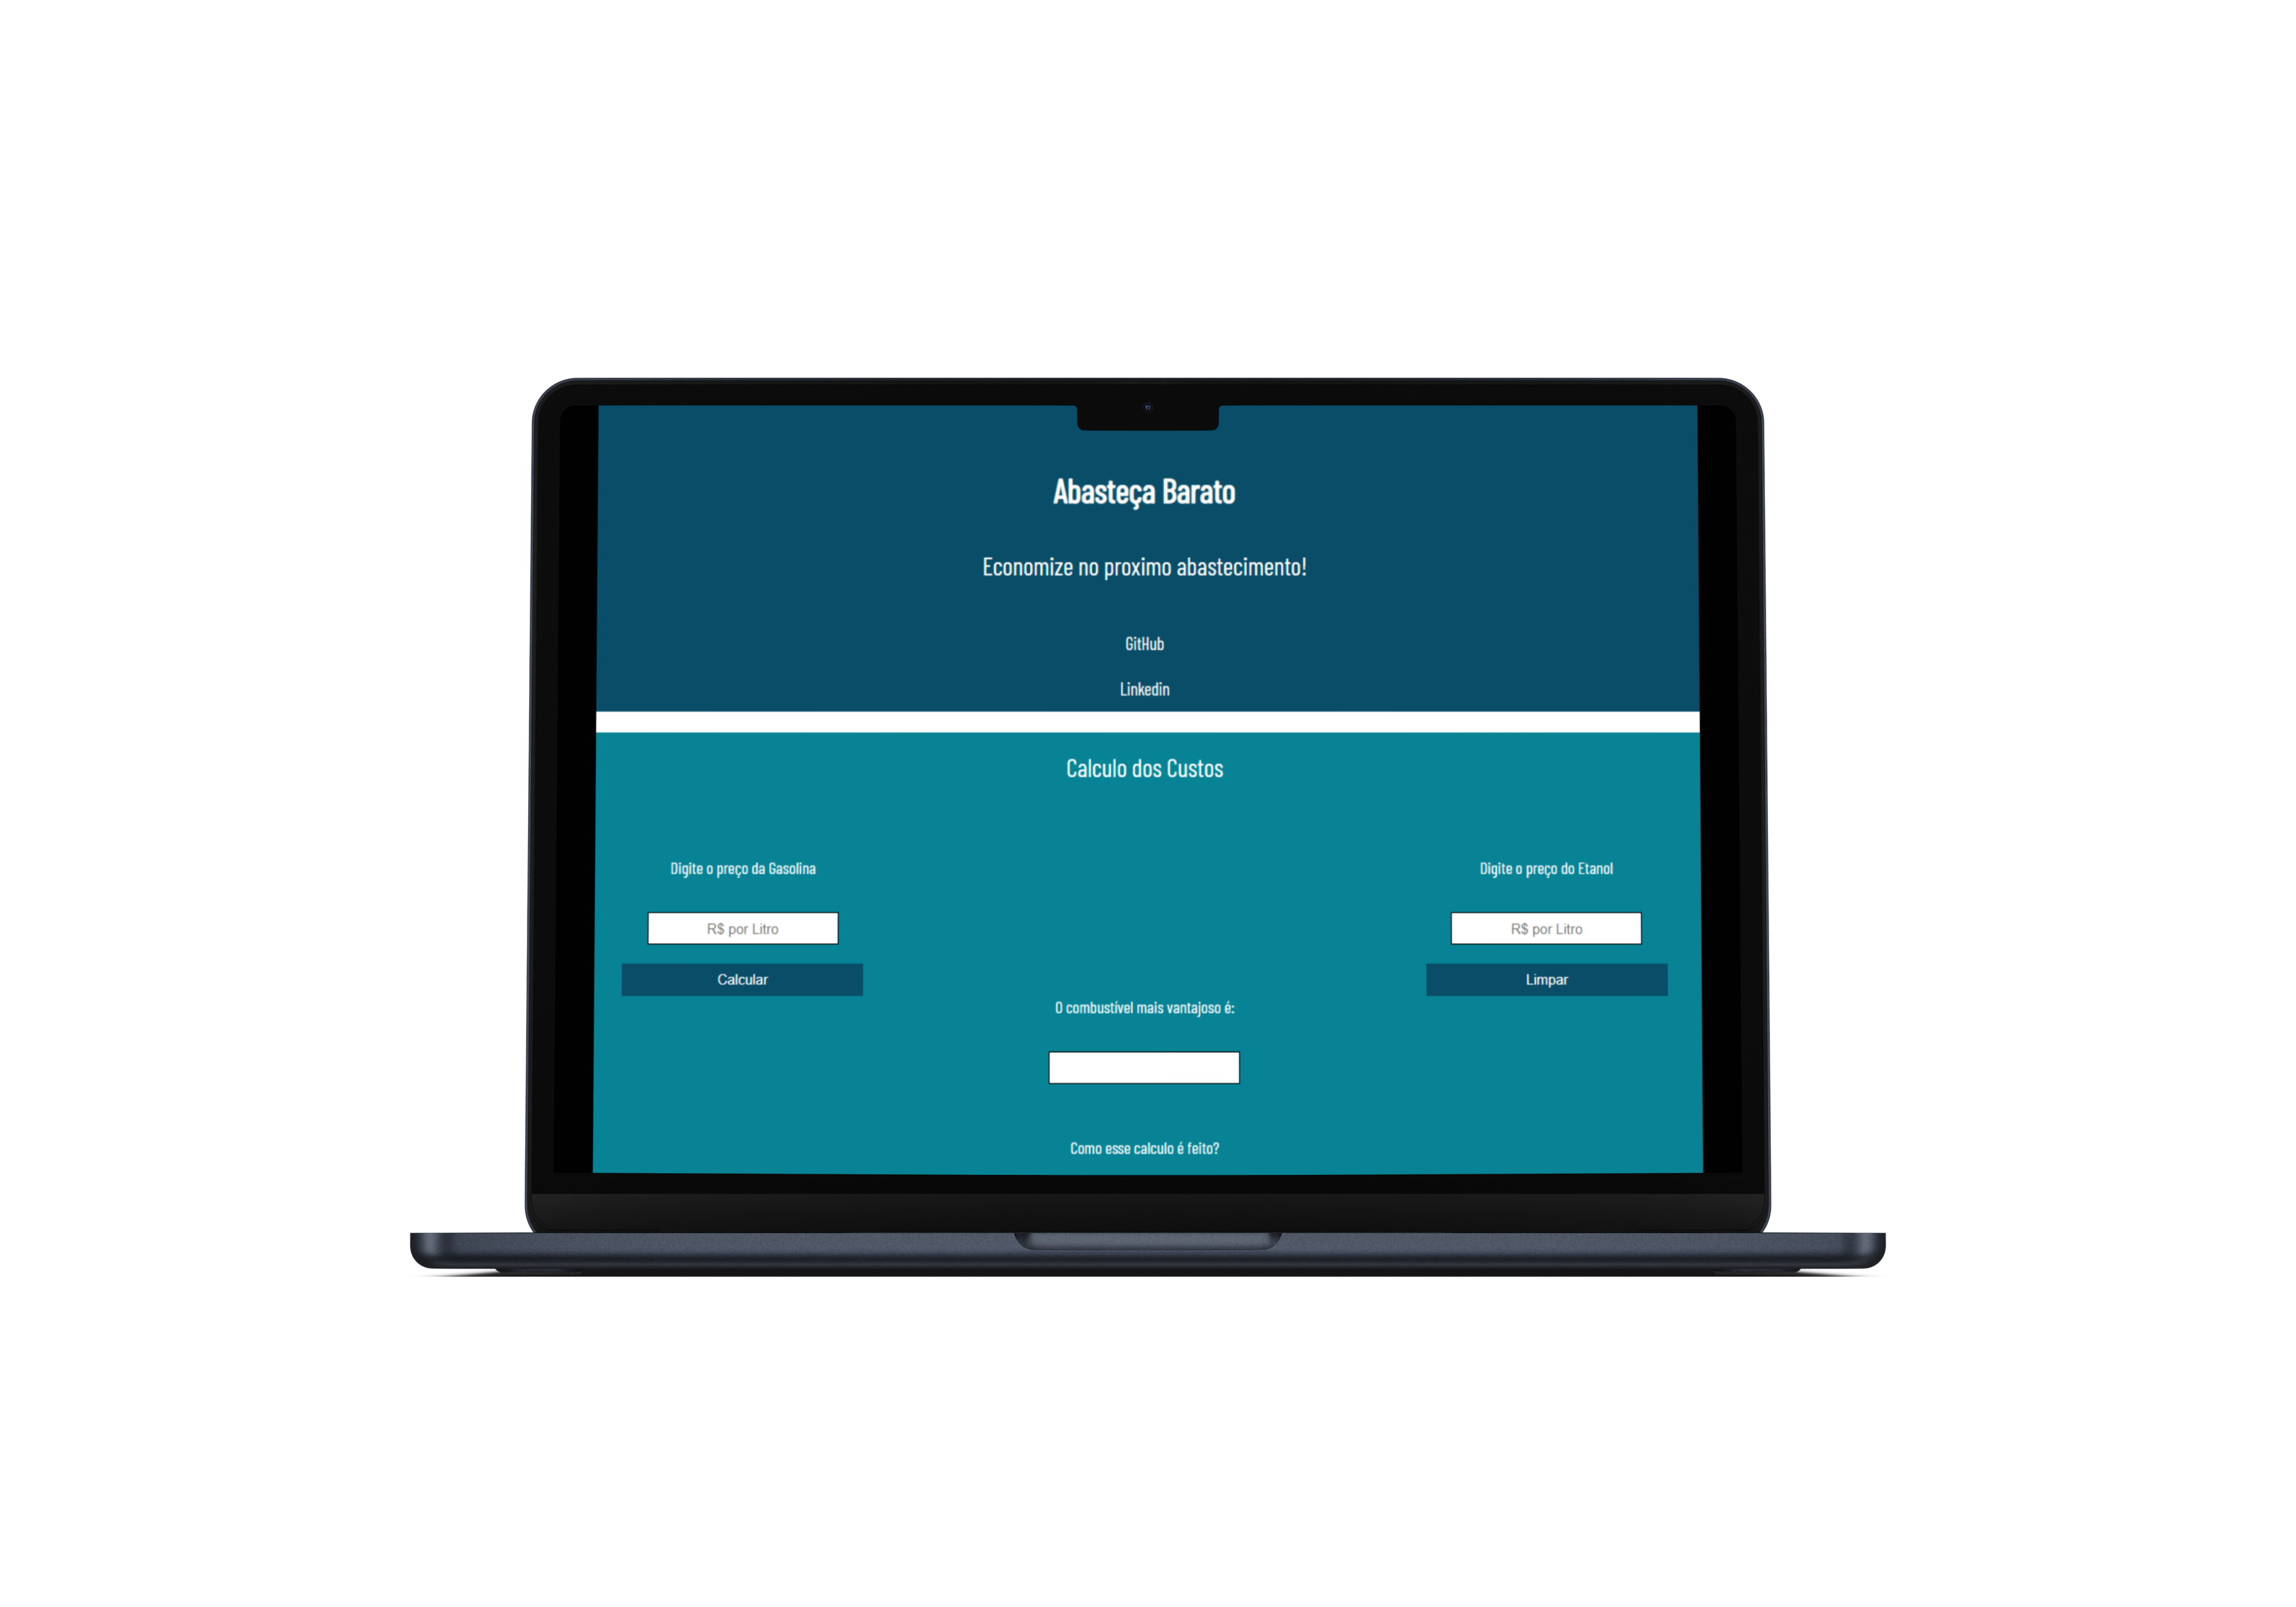 Abasteça Barato
Economize no proximo abastecimento!
GitHub
Linkedin
Calculo dos Custos
Digite o preço da Gasolina
R$ por Litro
Calcular
Digite o preço do Etanol
R$ por Litro
Limpar
O combustível mais vantajoso é:
Como esse calculo é feito?